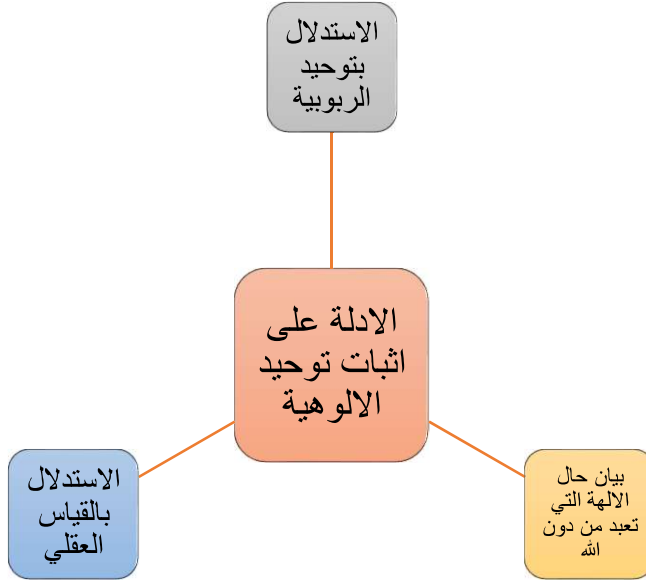 الاستدلال
بتوحيد
الربوبية
الادلة على
اثبات توحيد
الالوهية
بيان حال
الالهة التي
تعبد من دون
الله
الاستدلال
بالقياس
العقلي